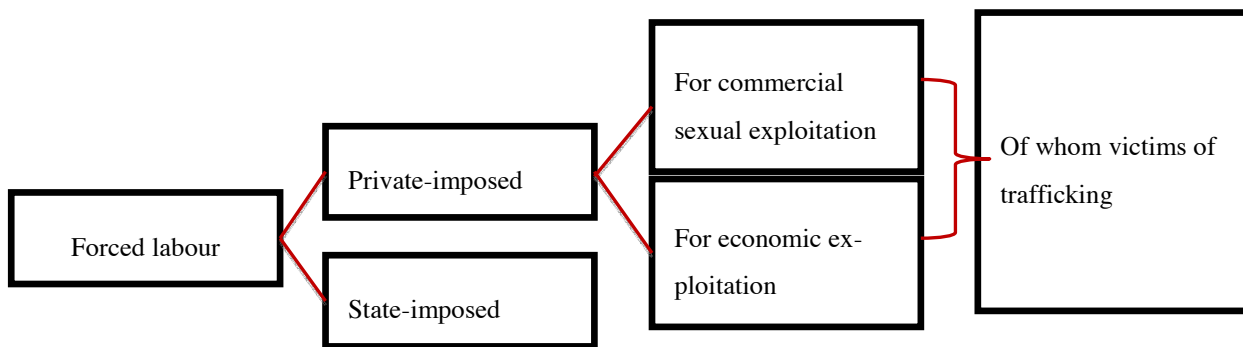 Forced labour
Private-imposed
State-imposed
For commercial
sexual exploitation
For economic ex-
ploitation
Of whom victims of
trafficking